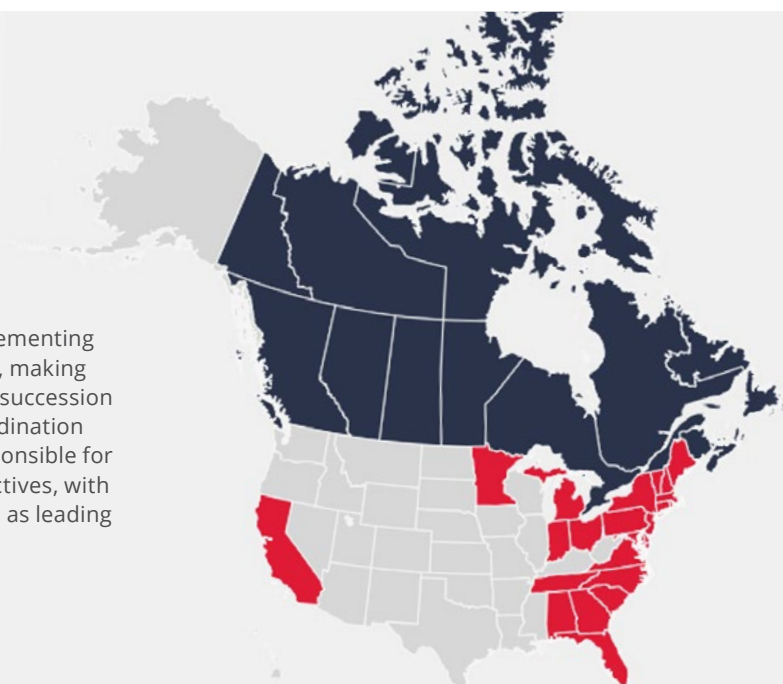 ementing
, making
succession
dination
onsible for
ctives, with
as leading